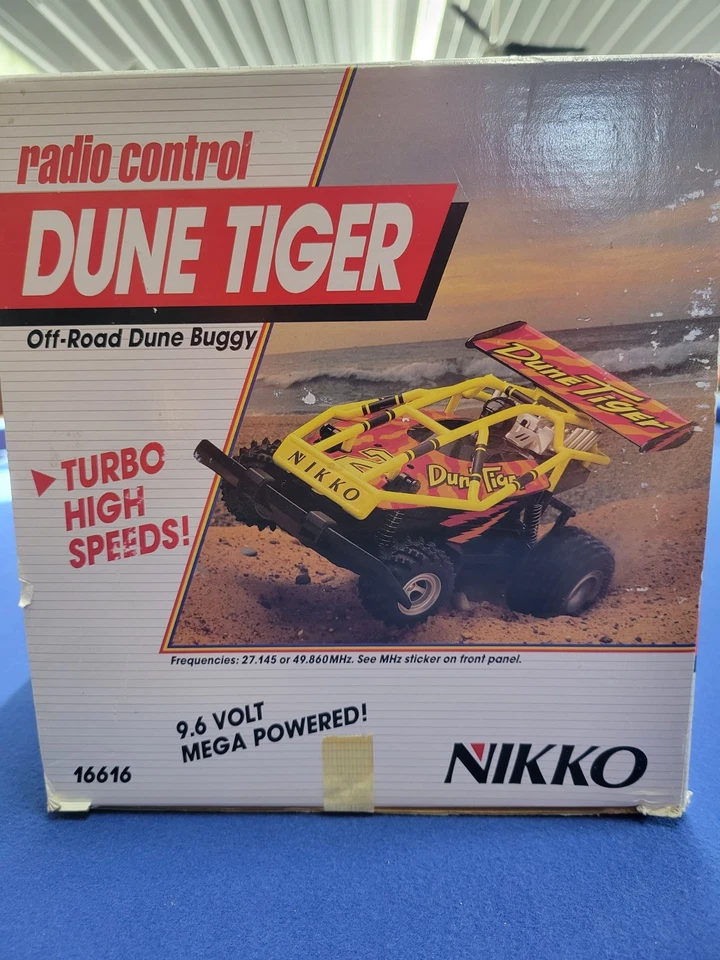 radio control
DUNE TIGER
Off-Road Dune Buggy
TURBO
HIGH
SPEEDS!
Dune Tiger
NIKKO
2
Dune Tiger
Frequencies: 27.145 or 49.860MHz. See MHz sticker on front panel.
9.6 VOLT
MEGA POWERED!
16616
NIKKO